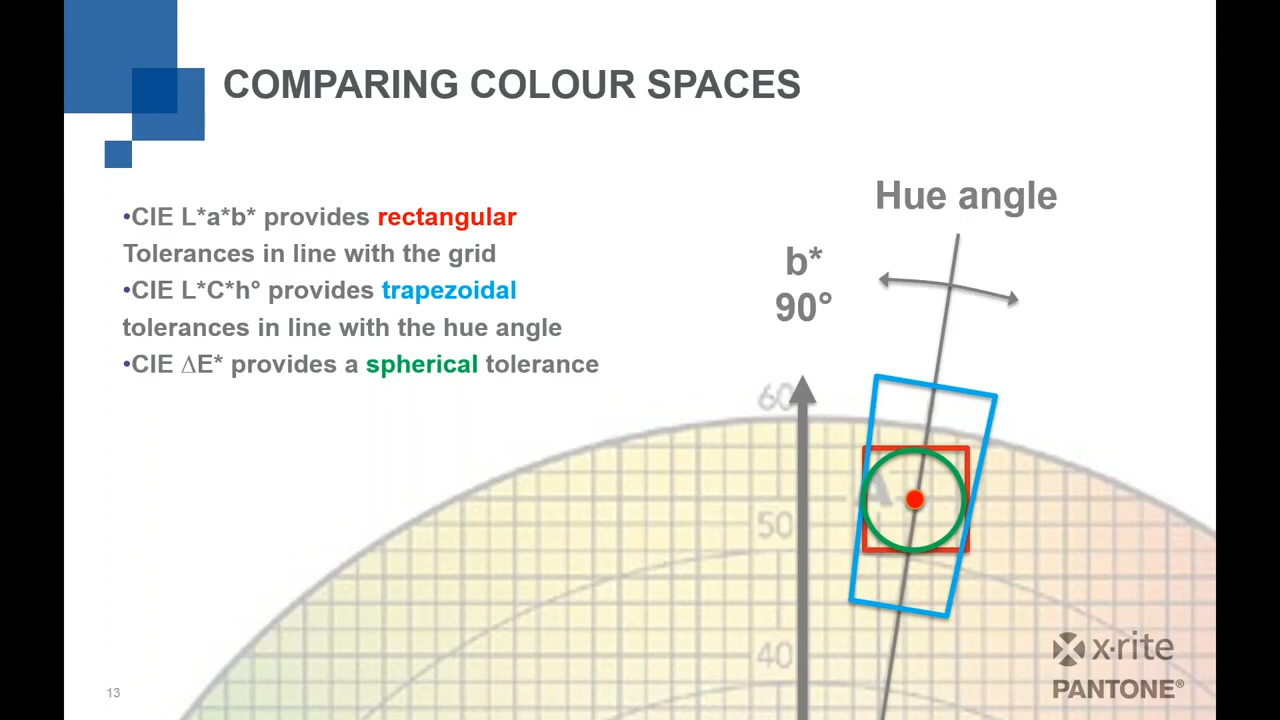 COMPARING COLOUR SPACES
•CIE L*a*b* provides rectangular
Tolerances in line with the grid
•CIE L*C*h° provides trapezoidal
tolerances in line with the hue angle
•CIE ∆E* provides a spherical tolerance
Hue angle
b*
90°
60
A
50
40
x·rite
PANTONE®
13